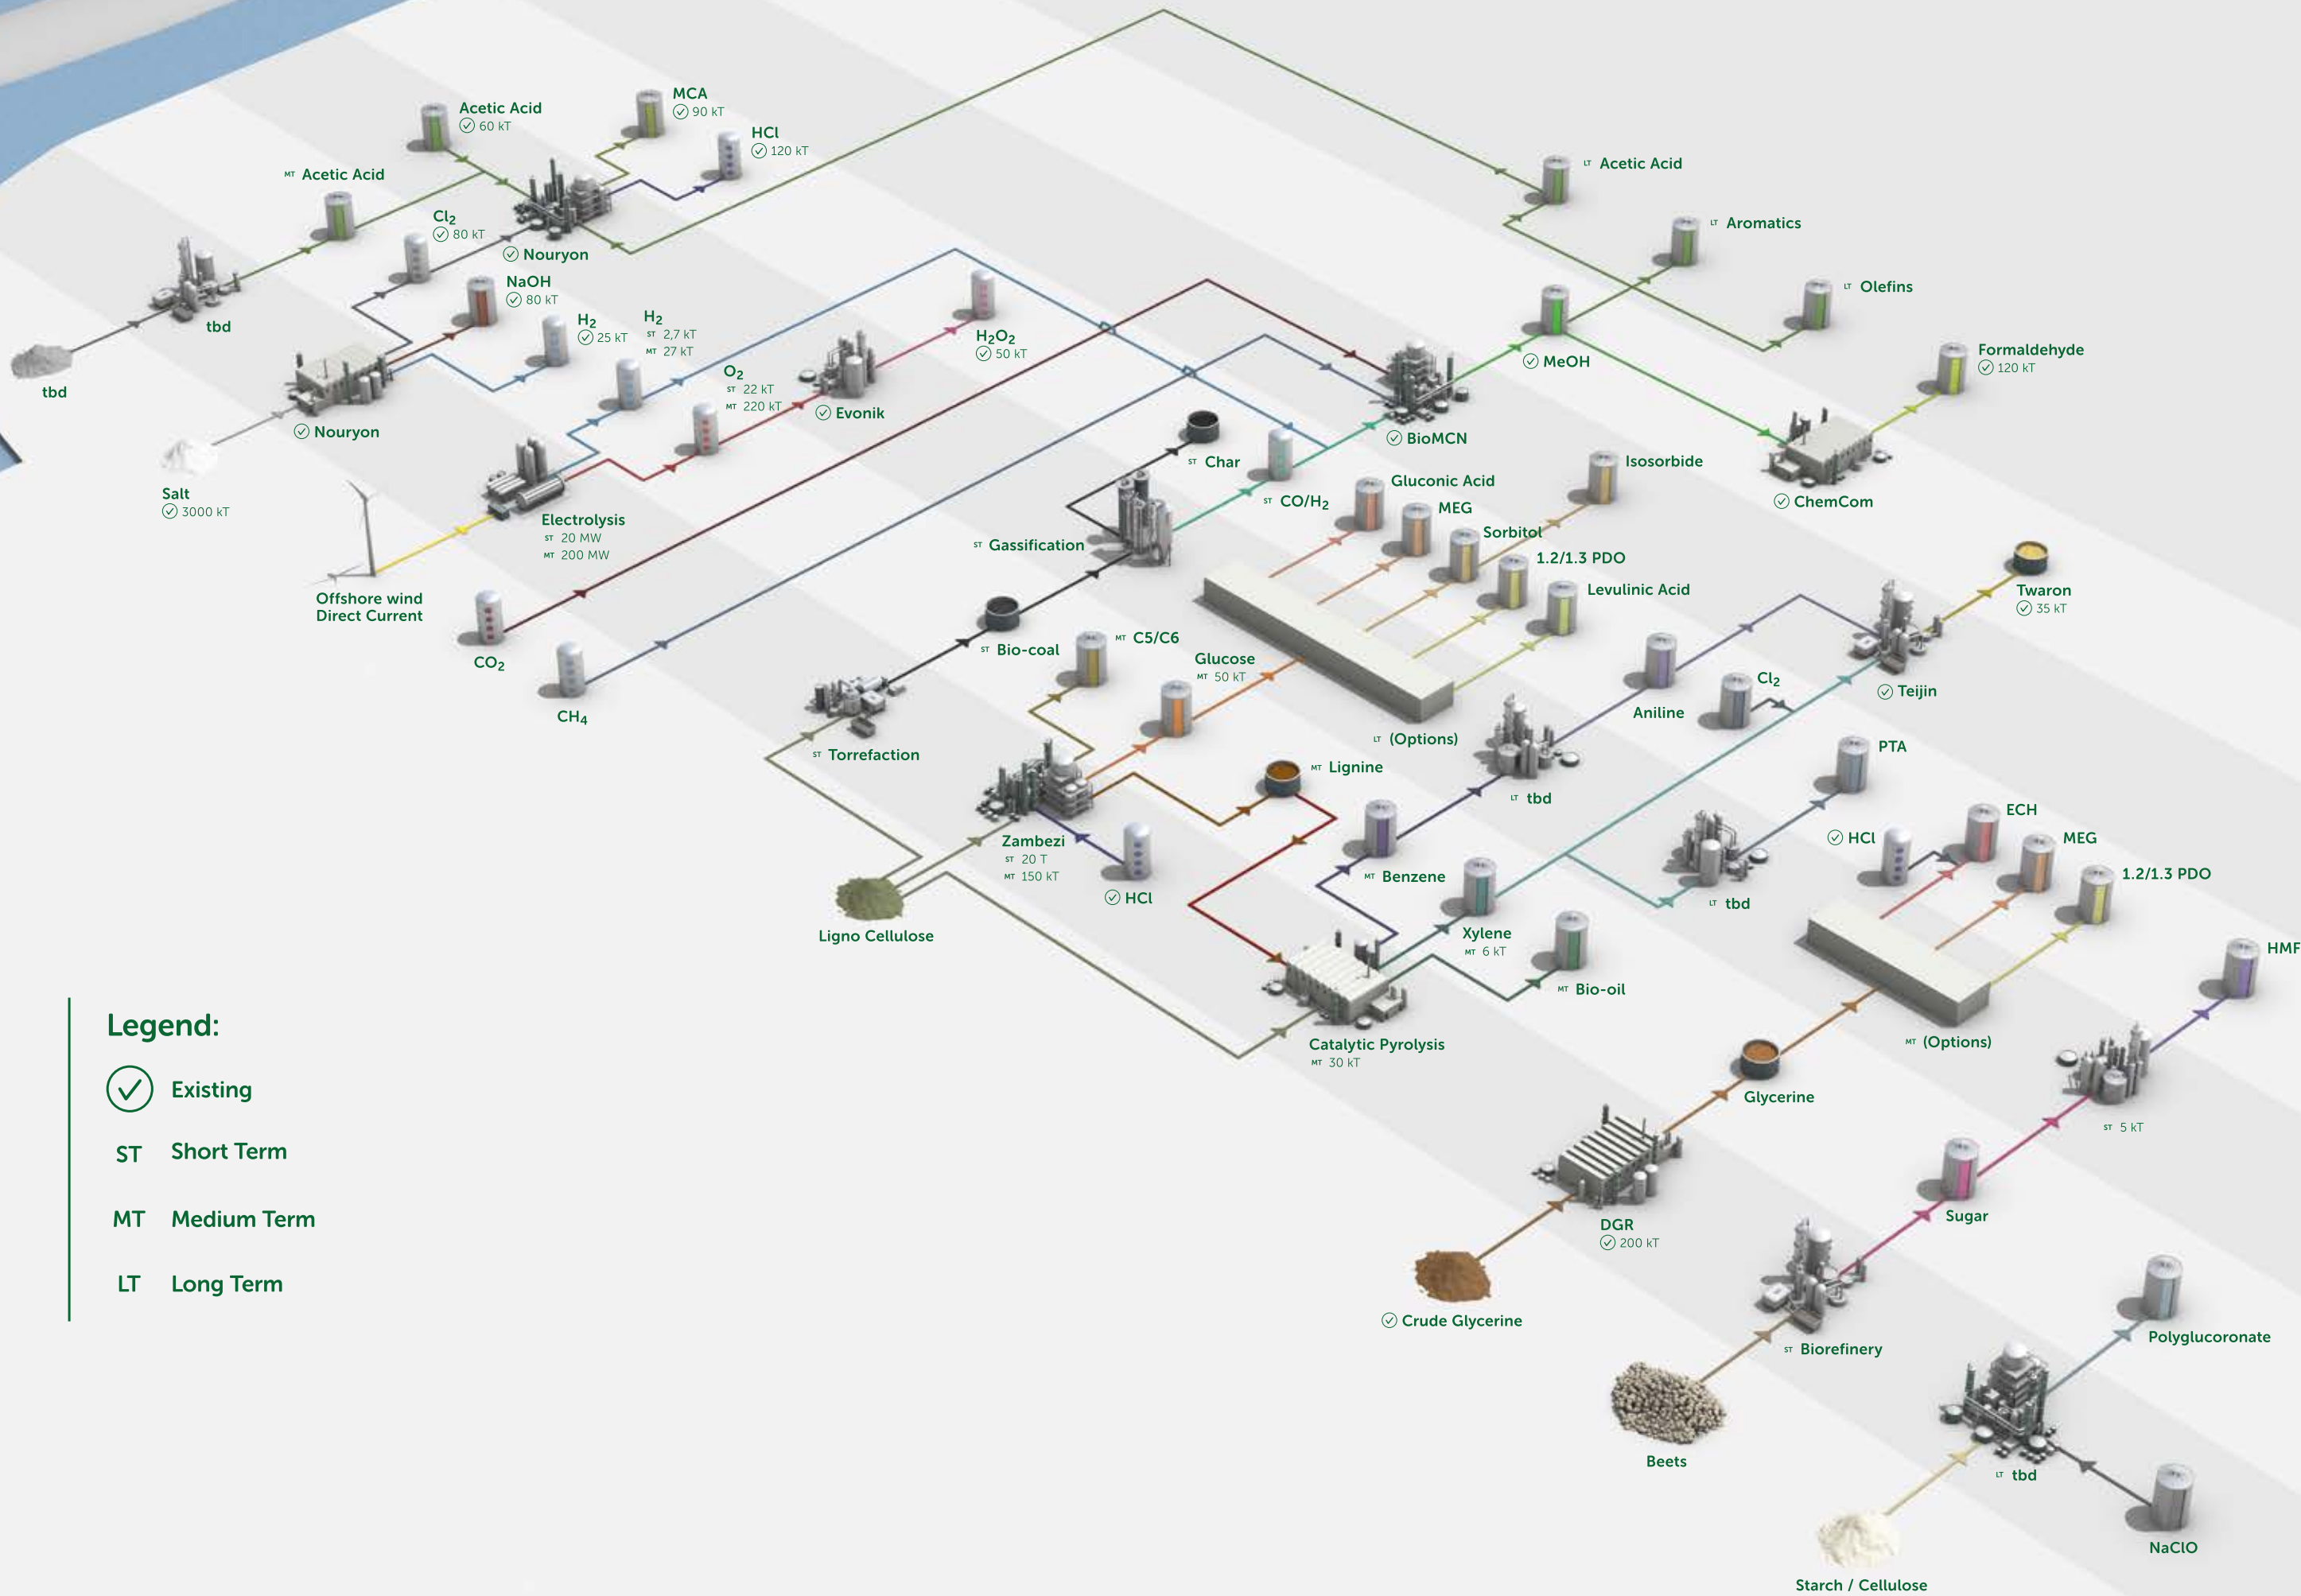 Acetic Acid
60 kT
MCA
90 kT
HCl
120 kT
MT Acetic Acid
Cl2
80 kT
Nouryon
NaOH
80 kT
H2
25 kT
H2
ST 2,7 kT
MT 27 kT
tbd
tbd
O2
ST 22 kT
MT 220 kT
H2O2
50 kT
Evonik
Nouryon
Salt
3000 kT
Electrolysis
ST 20 MW
MT 200 MW
Offshore wind
Direct Current
CO2
CH4
LT Acetic Acid
LT Aromatics
LT Olefins
MeOH
Formaldehyde
120 kT
BioMCN
ChemCom
ST Char
ST CO/H2
ST Gassification
ST Bio-coal
ST Torrefaction
Gluconic Acid
MEG
Sorbitol
Isosorbide
1.2/1.3 PDO
Levulinic Acid
LT (Options)
MT C5/C6
Glucose
MT 50 kT
MT Lignine
Zambezi
ST 20 T
MT 150 kT
HCl
Ligno Cellulose
Twaron
35 kT
Teijin
Aniline
Cl2
LT tbd
PTA
LT tbd
MT Benzene
Xylene
MT 6 kT
MT Bio-oil
Catalytic Pyrolysis
MT 30 kT
HCl
ECH
MEG
1.2/1.3 PDO
MT (Options)
HMF
ST 5 kT
Glycerine
DGR
200 kT
Crude Glycerine
Sugar
ST Biorefinery
Beets
Polyglucoronate
LT tbd
NaClO
Starch / Cellulose
Legend:
Existing
ST Short Term
MT Medium Term
LT Long Term